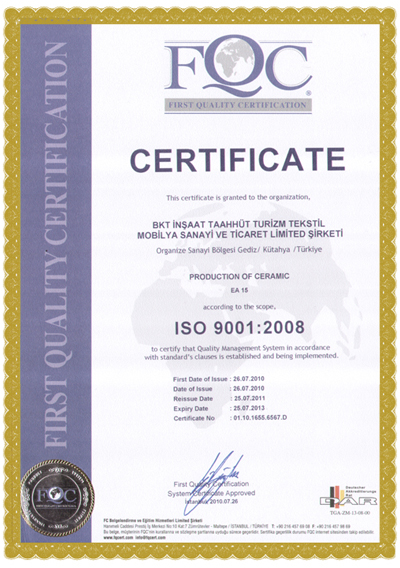 FQC
®
FIRST QUALITY CERTIFICATION
FIRST QUALITY CERTIFICATION
CERTIFICATE
This certificate is granted to the organization,
BKT İNŞAAT TAAHHÜT TURİZM TEKSTİL
MOBİLYA SANAYİ VE TİCARET LİMİTED ŞİRKETİ
Organize Sanayi Bölgesi Gediz/ Kütahya /Türkiye
PRODUCTION OF CERAMIC
EA 15
according to the scope,
ISO 9001:2008
to certify that Quality Management System in accordance
with standard's clauses is established and being implemented.
First Date of Issue : 26.07.2010
Date of Issue : 26.07.2010
Reissue Date : 25.07.2011
Expiry Date : 25.07.2013
Certificate No : 01.10.1655.6567.D
First Quality Certification
System Certificate Approved
Istanbul, 2010.07.26
FQC
Deutscher
Akkreditierungs
Rat
DAR
TGA-ZM-13-08-00
FQC Belgelendirme ve Eğitim Hizmetleri Limited Şirketi
www.fqcert.com info@fqcert.com